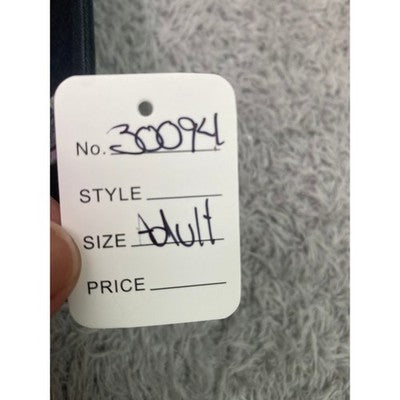 No. 30094
STYLE
SIZE Adult
PRICE